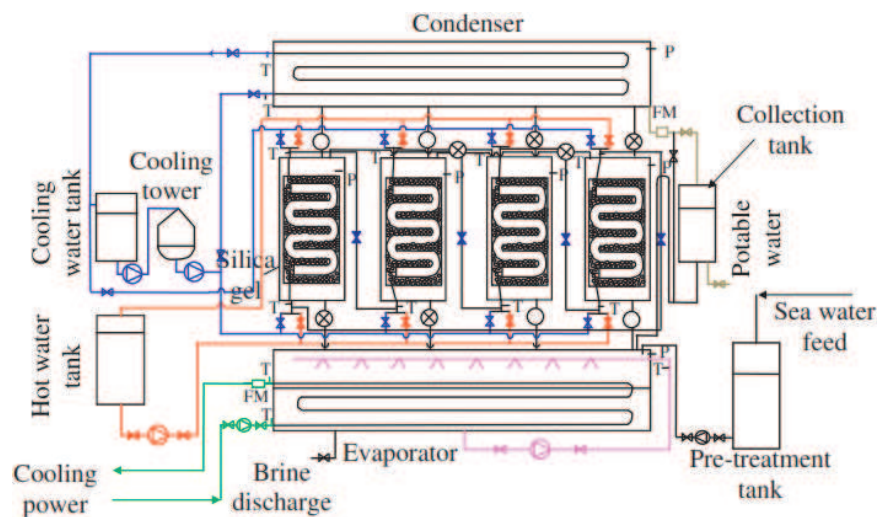 Condenser
P
T
T
FM
Collection
tank
Cooling
tower
Cooling
water tank
T
T
T
T
P
P
P
P
Silica
gel
Potable
water
T
T
T
T
Sea water
feed
Hot water
tank
P
T
T
FM
T
Evaporator
Cooling
power
Brine
discharge
Pre-treatment
tank